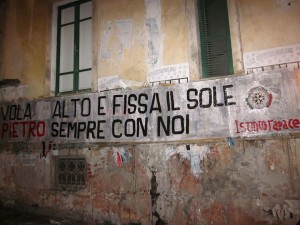 VOLA ALTO E FISSA IL SOLE
PIETRO SEMPRE CON NOI